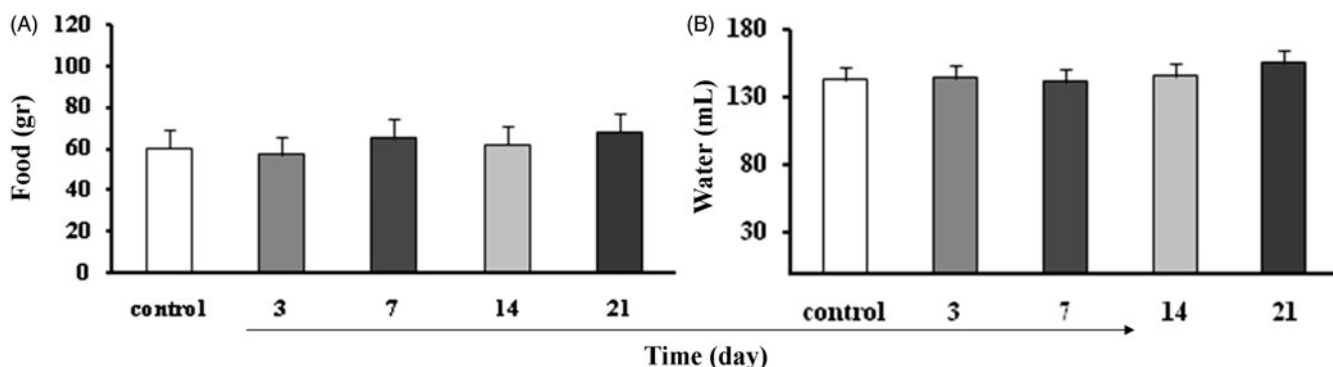 (A)
120
100
80
60
40
20
0
Food (gr)
control 3 7 14 21
(B)
180
130
80
30
Water (mL)
control 3 7 14 21
Time (day)